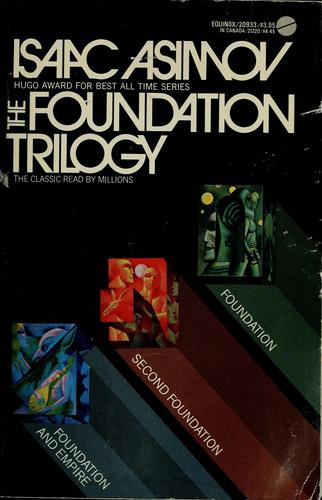 EQUINOX/20933/$3.95
IN CANADA/21220/$4.45
ISAAC ASIMOV
HUGO AWARD FOR BEST ALL TIME SERIES
THE FOUNDATION
TRILOGY
THE CLASSIC READ BY MILLIONS
FOUNDATION
SECOND FOUNDATION
FOUNDATION
AND EMPIRE